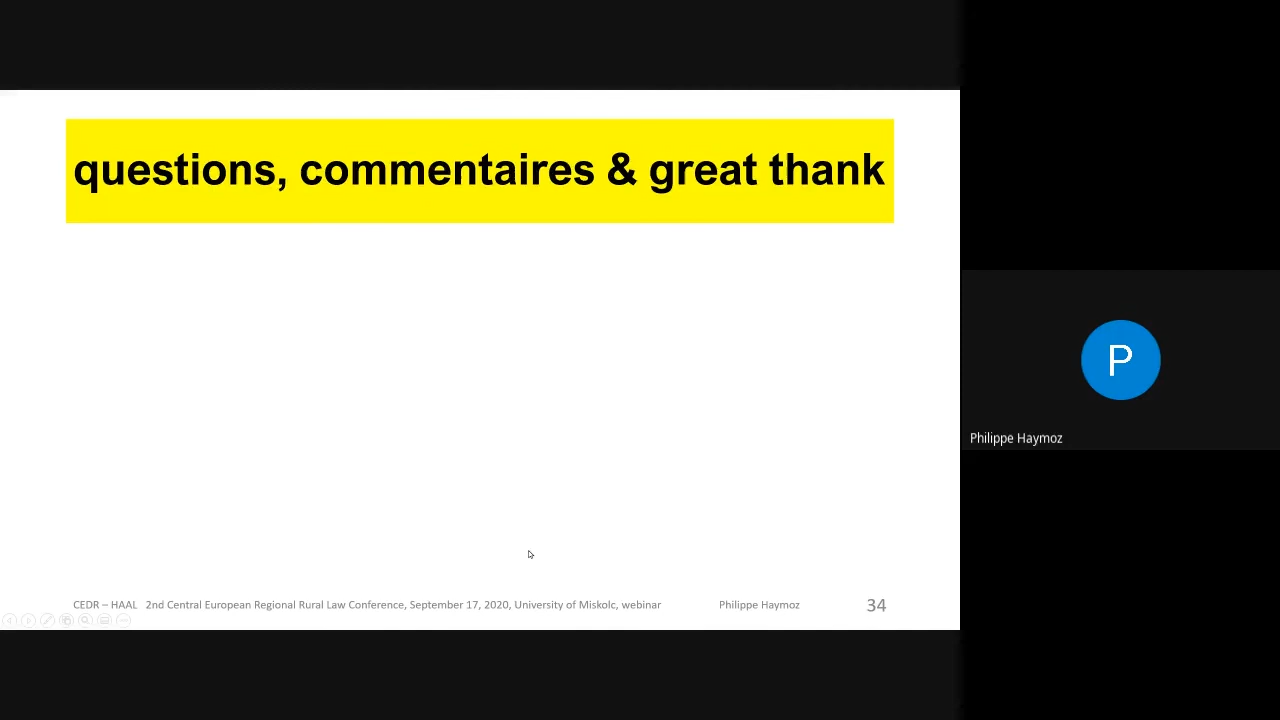 questions, commentaires & great thank
P
Philippe Haymoz
CEDR – HAAL 2nd Central European Regional Rural Law Conference, September 17, 2020, University of Miskolc, webinar Philippe Haymoz 34